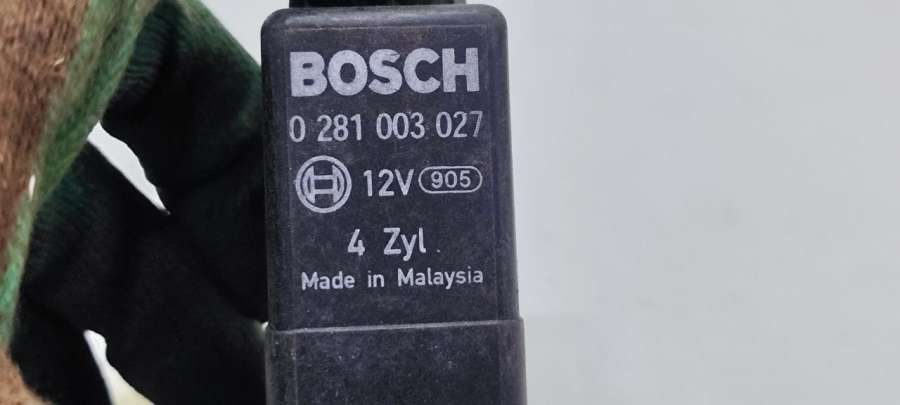 BOSCH
0 281 003 027
12V 905
4 Zyl.
Made in Malaysia